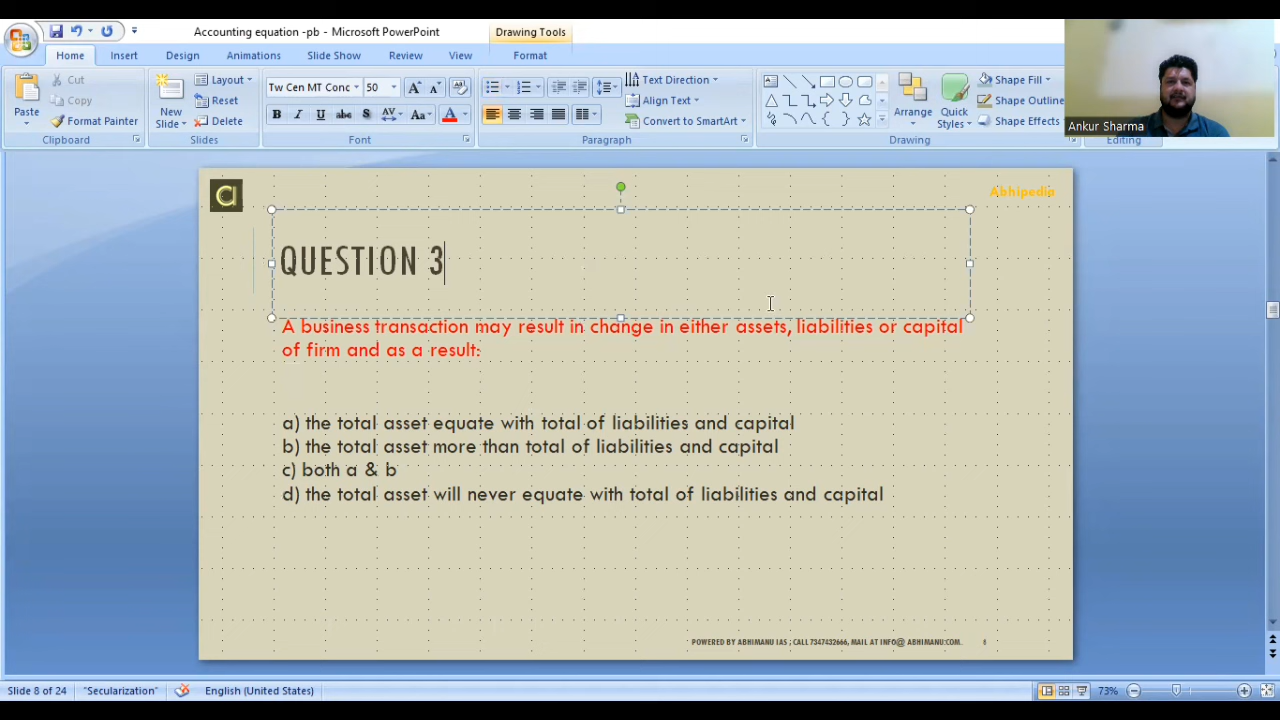 Accounting equation -pb - Microsoft PowerPoint
Drawing Tools
Home Insert Design Animations Slide Show Review View Format
Paste
Cut
Copy
Format Painter
Clipboard
New Slide
Layout
Reset
Delete
Slides
Tw Cen MT Conc 50
B I U abc S AV Aa A
Font
Text Direction
Align Text
Convert to SmartArt
Paragraph
Arrange
Quick Styles
Shape Fill
Shape Outline
Shape Effects
Drawing
Editing
Ankur Sharma
a
Abhipedia
QUESTION 3
A business transaction may result in change in either assets, liabilities or capital
of firm and as a result:
a) the total asset equate with total of liabilities and capital
b) the total asset more than total of liabilities and capital
c) both a & b
d) the total asset will never equate with total of liabilities and capital
POWERED BY ABHIMANU IAS ; CALL 7347432666, MAIL AT INFO@ ABHIMANU.COM.
Slide 8 of 24 "Secularization" English (United States) 73%